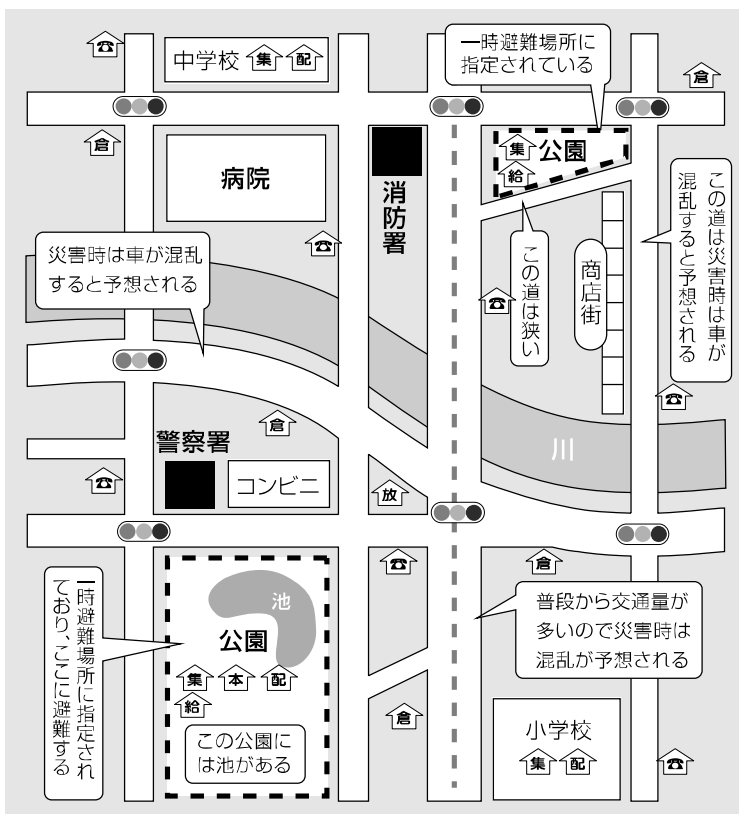 ☎
中学校 集 配
一時避難場所に
指定されている
倉
倉
病院
消防署
集 公園
給
この道は災害時は車が
混乱すると予想される
☎
災害時は車が混乱
すると予想される
この道は狭い
商店街
☎
☎
倉
川
警察署
コンビニ
☎
放
☎
倉
一時避難場所に指定され
ており、ここに避難する
池
公園
集 本 配
給
この公園に
は池がある
普段から交通量が
多いので災害時は
混乱が予想される
倉
小学校
集 配
☎